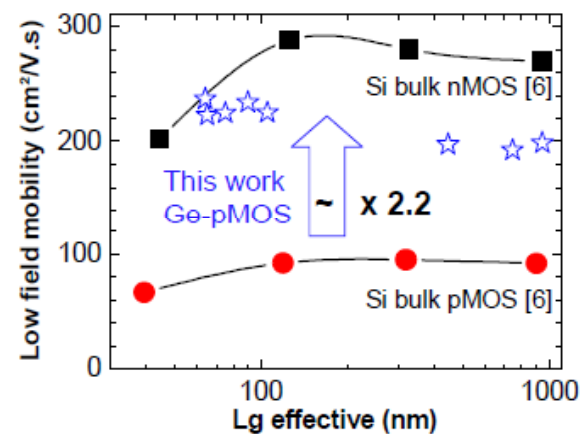 300
200
100
0
Low field mobility (cm²/V.s)
Si bulk nMOS [6]
This work
Ge-pMOS
~ x 2.2
Si bulk pMOS [6]
100
1000
Lg effective (nm)